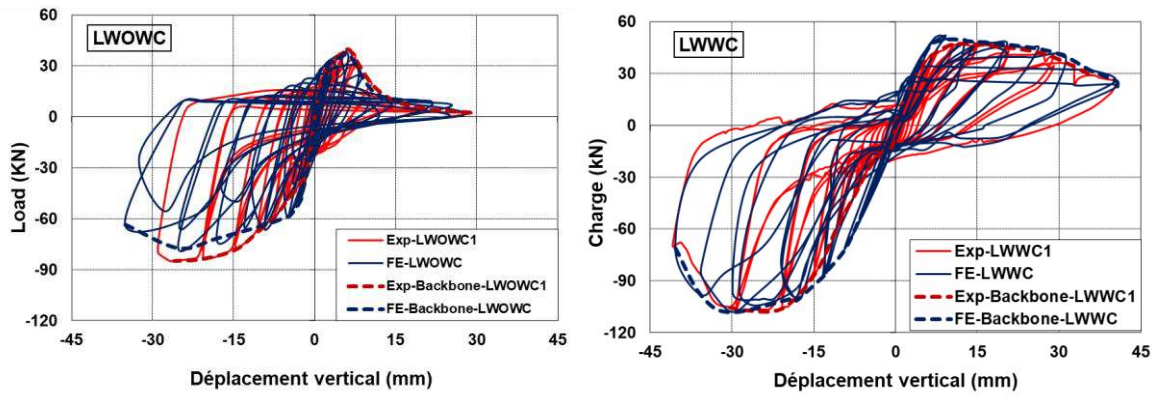 LWOWC
60
30
0
-30
-60
-90
-120
Load (KN)
Exp-LWOWC1
FE-LWOWC
Exp-Backbone-LWOWC1
FE-Backbone-LWOWC
-45 -30 -15 0 15 30 45
Déplacement vertical (mm)
LWWC
60
30
0
-30
-60
-90
-120
Charge (kN)
Exp-LWWC1
FE-LWWC
Exp-Backbone-LWWC1
FE-Backbone-LWWC
-45 -30 -15 0 15 30 45
Déplacement vertical (mm)